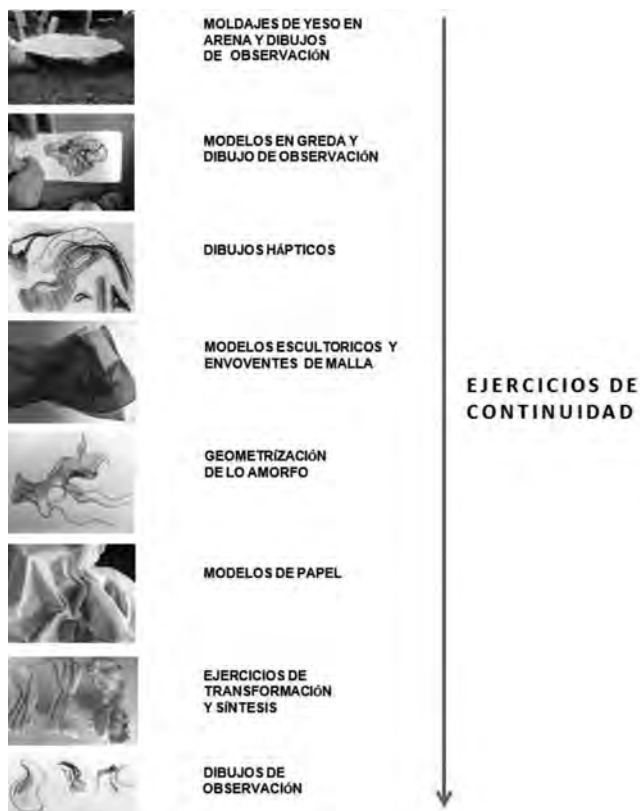 MOLDAJES DE YESO EN
ARENA Y DIBUJOS
DE OBSERVACIÓN
MODELOS EN GREDA Y
DIBUJO DE OBSERVACIÓN
DIBUJOS HÁPTICOS
MODELOS ESCULTORICOS Y
ENVOVENTES DE MALLA
GEOMETRÍZACIÓN
DE LO AMORFO
MODELOS DE PAPEL
EJERCICIOS DE
TRANSFORMACIÓN
Y SÍNTESIS
DIBUJOS DE
OBSERVACIÓN
EJERCICIOS DE
CONTINUIDAD